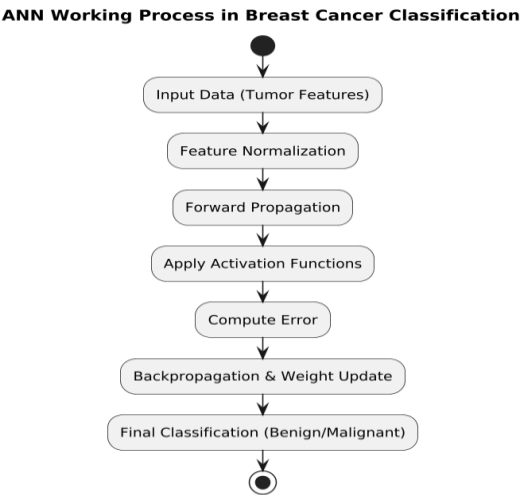 ANN Working Process in Breast Cancer Classification
Input Data (Tumor Features)
Feature Normalization
Forward Propagation
Apply Activation Functions
Compute Error
Backpropagation & Weight Update
Final Classification (Benign/Malignant)